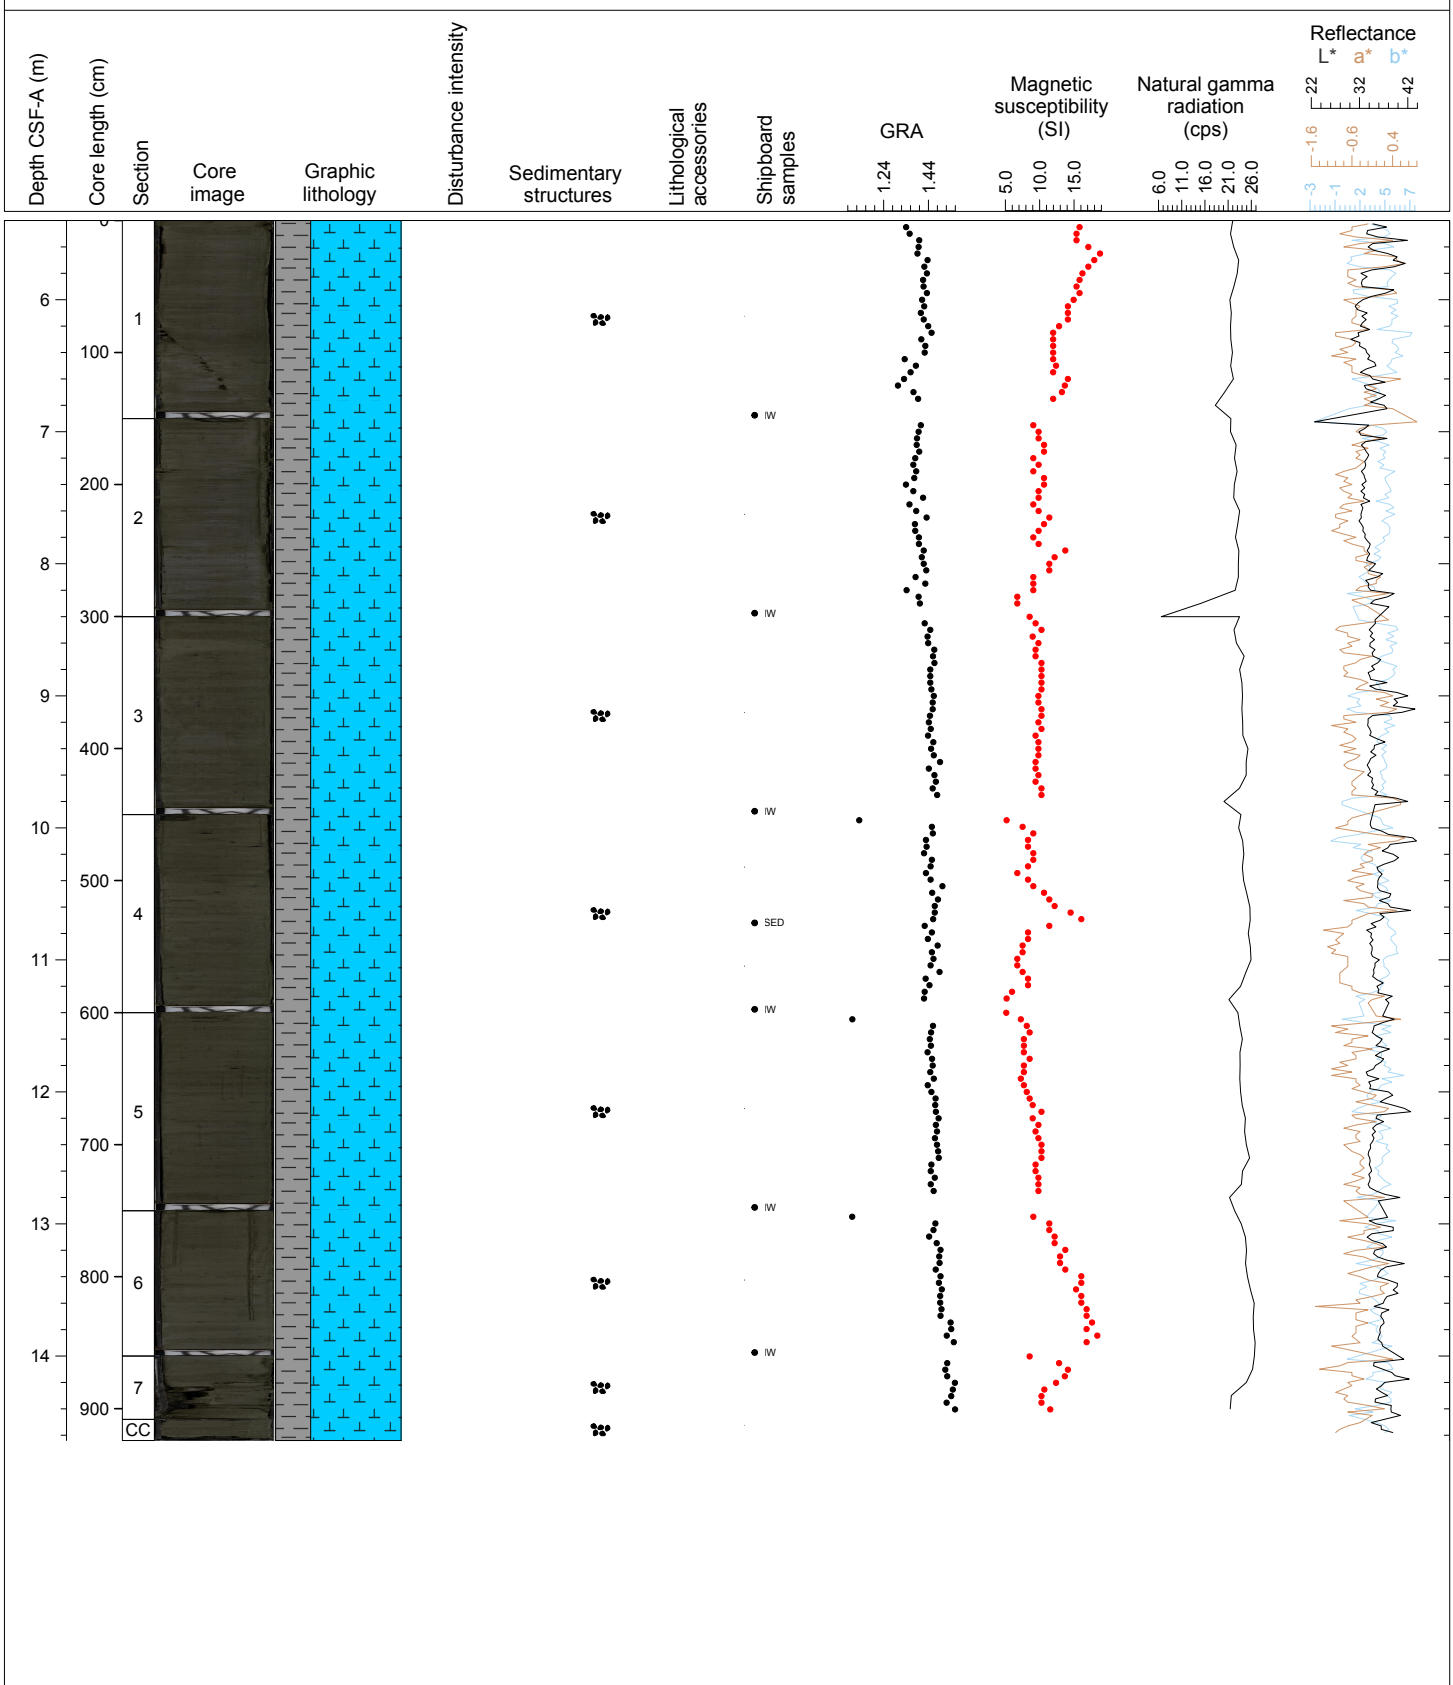 Depth CSF-A (m)
Core length (cm)
Section
Core
image
Graphic
lithology
Disturbance intensity
Sedimentary
structures
Lithological
accessories
Shipboard
samples
GRA
1.24
1.44
Magnetic
susceptibility
(SI)
5.0
10.0
15.0
Natural gamma
radiation
(cps)
6.0
11.0
16.0
21.0
26.0
Reflectance
L* a* b*
22
32
42
-1.6
-0.6
0.4
-3
-1
2
5
7
0
6
1
100
IW
7
200
2
8
IW
300
9
3
400
IW
10
500
4
SED
11
IW
600
12
5
700
IW
13
800
6
IW
14
7
900
CC